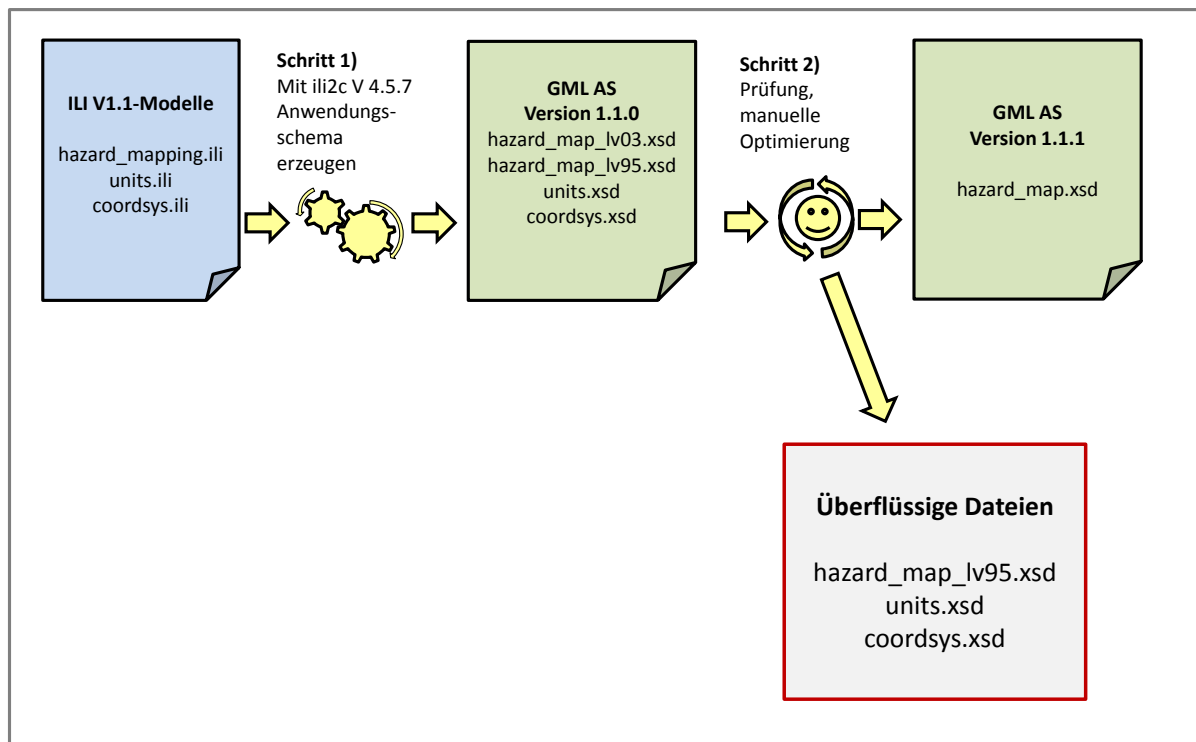 ILI V1.1-Modelle
hazard_mapping.ili
units.ili
coordsys.ili
Schritt 1)
Mit ili2c V 4.5.7
Anwendungs-
schema
erzeugen
GML AS
Version 1.1.0
hazard_map_lv03.xsd
hazard_map_lv95.xsd
units.xsd
coordsys.xsd
Schritt 2)
Prüfung,
manuelle
Optimierung
GML AS
Version 1.1.1
hazard_map.xsd
Überflüssige Dateien
hazard_map_lv95.xsd
units.xsd
coordsys.xsd